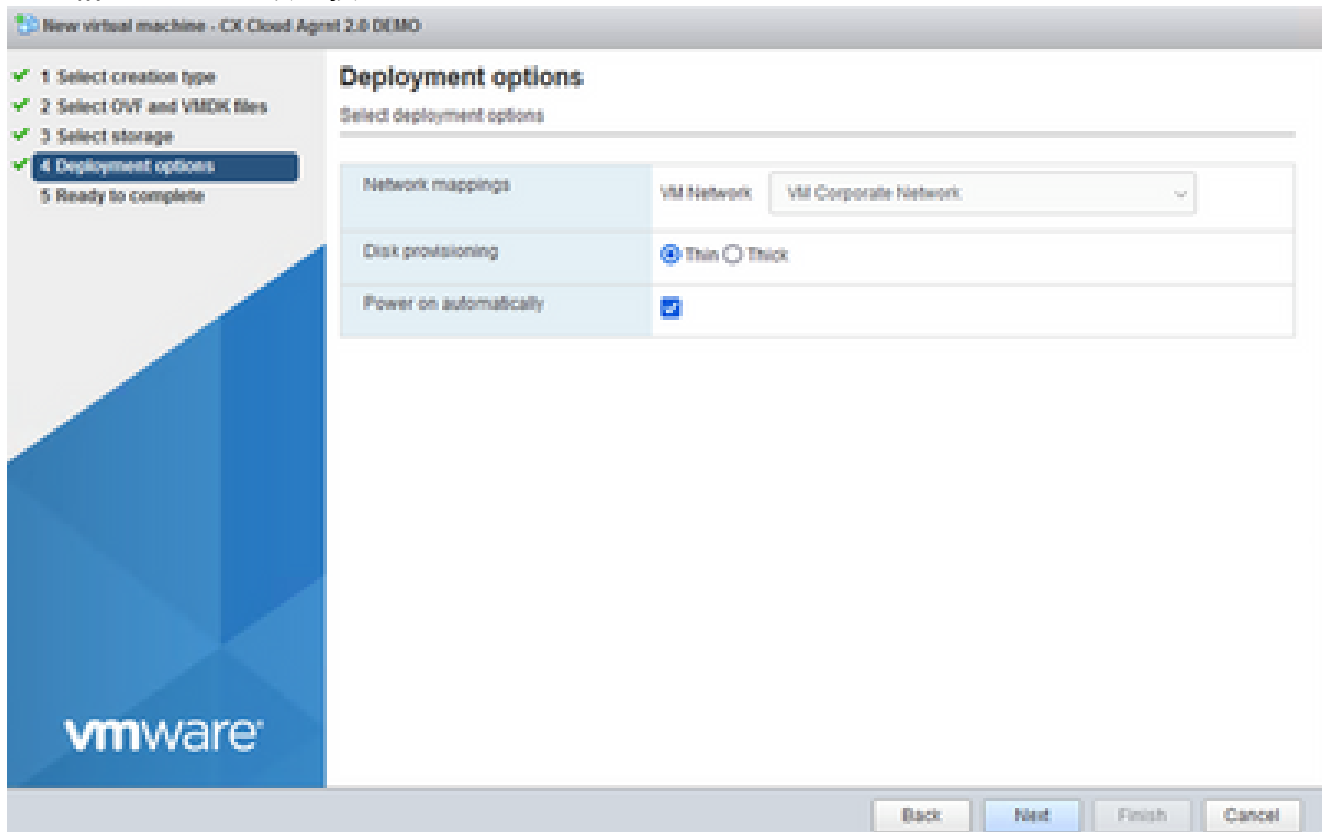 New virtual machine - CX Cloud Agent 2.0 DEMO
1 Select creation type
2 Select OVF and VMDK files
3 Select storage
4 Deployment options
5 Ready to complete
Deployment options
Select deployment options
Network mappings
VM Network
VM Corporate Network
Disk provisioning
Thin
Thick
Power on automatically
vmware
Back
Next
Finish
Cancel